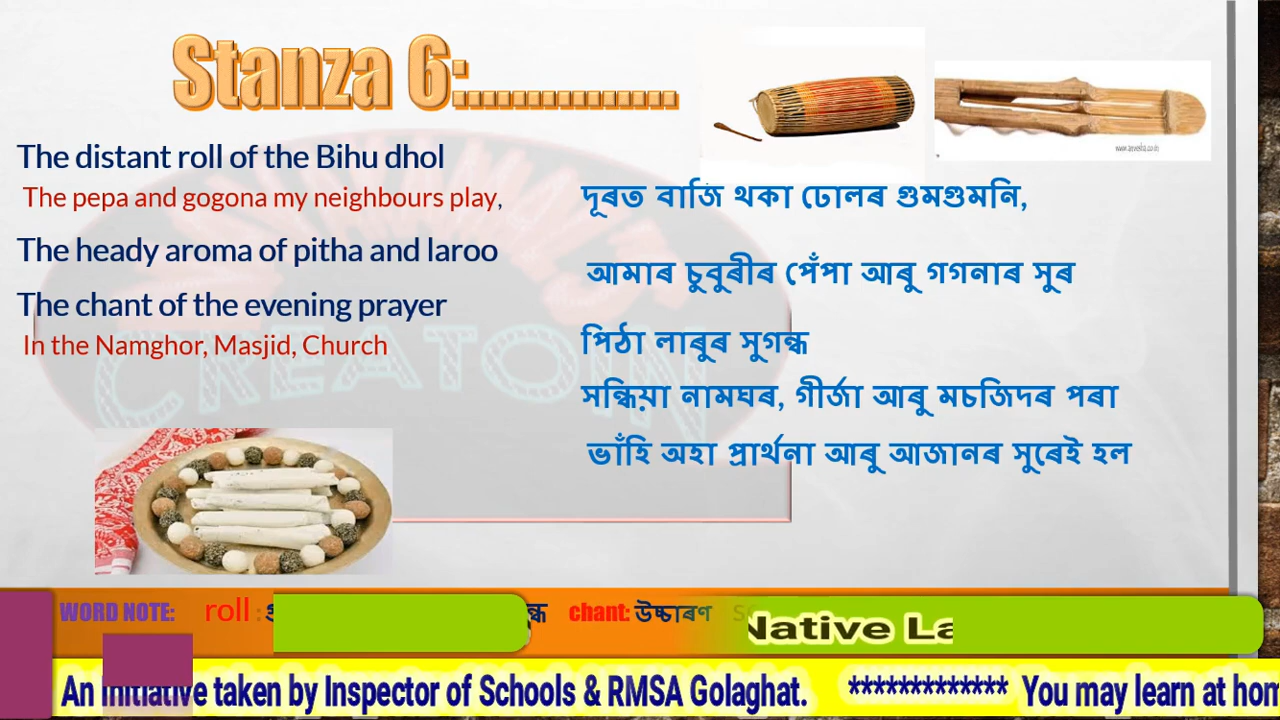 Stanza 6:..............
The distant roll of the Bihu dhol
The pepa and gogona my neighbours play,
The heady aroma of pitha and laroo
The chant of the evening prayer
In the Namghor, Masjid, Church
দূৰত বাজি থকা ঢোলৰ গুমগুমনি,
আমাৰ চুবুৰীৰ পেঁপা আৰু গগনাৰ সুৰ
পিঠা লাৰুৰ সুগন্ধ
সন্ধিয়া নামঘৰ, গীৰ্জা আৰু মচজিদৰ পৰা
ভাঁহি অহা প্ৰাৰ্থনা আৰু আজানৰ সুৰেই হল
WORD NOTE: roll : chant: উচ্চাৰণ
Native La
An Initiative taken by Inspector of Schools & RMSA Golaghat. ************* You may learn at hom